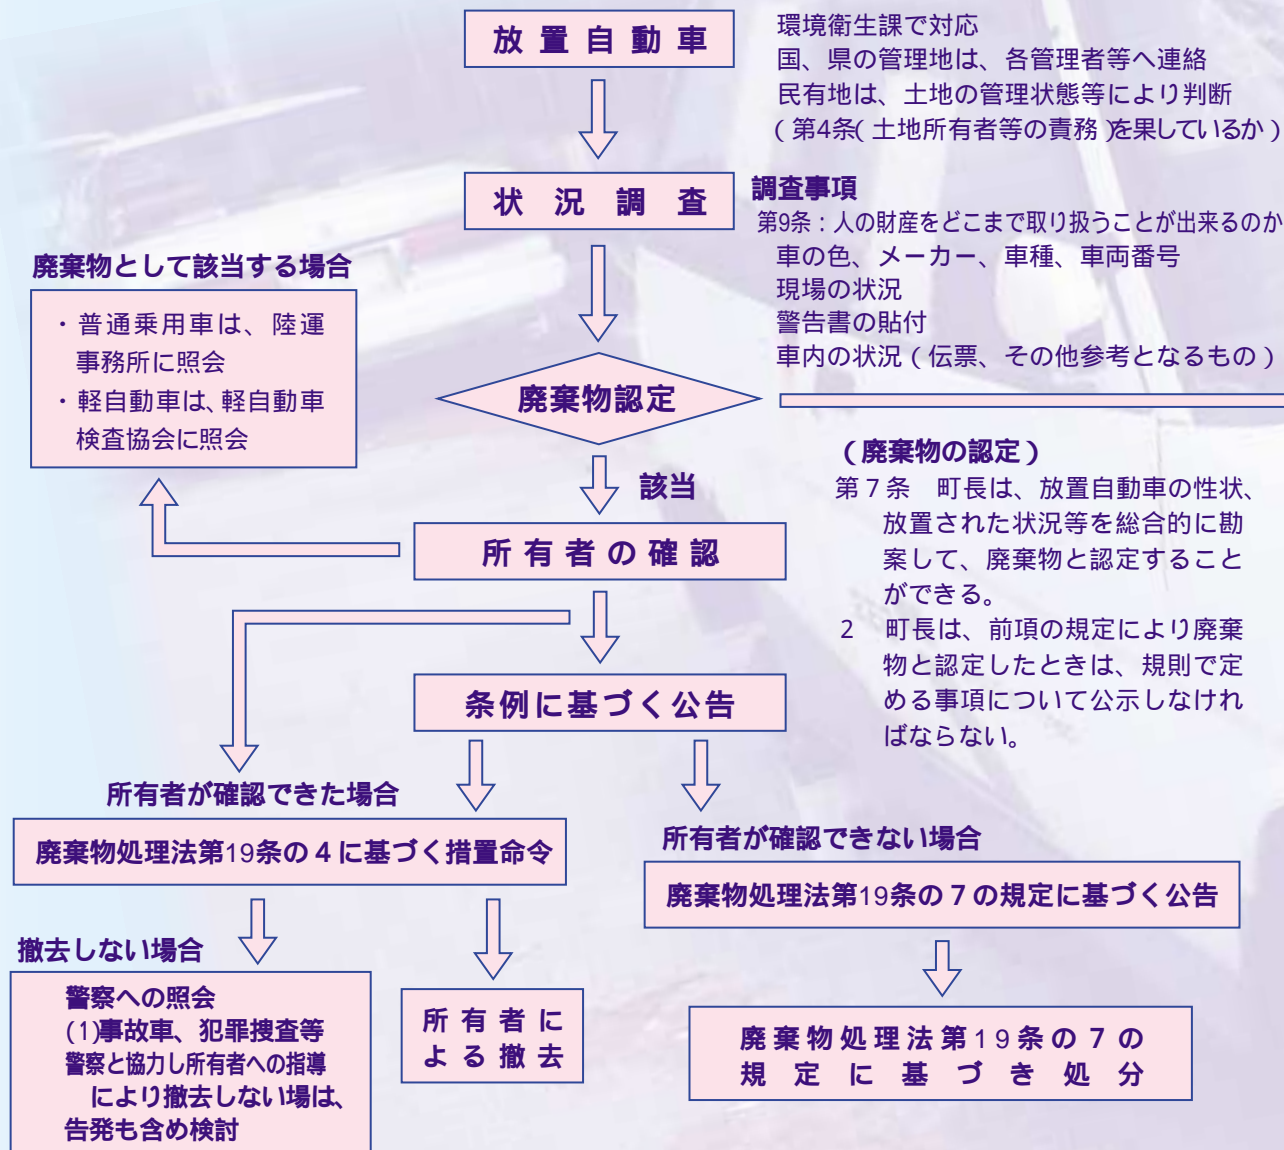 放置自動車
環境衛生課で対応
国、県の管理地は、各管理者等へ連絡
民有地は、土地の管理状態等により判断
(第4条(土地所有者等の責務)を果しているか)
状況調査
調査事項
第9条:人の財産をどこまで取り扱うことが出来るのか
車の色、メーカー、車種、車両番号
現場の状況
警告書の貼付
車内の状況(伝票、その他参考となるもの)
廃棄物として該当する場合
・普通乗用車は、陸運
事務所に照会
・軽自動車は、軽自動車
検査協会に照会
廃棄物認定
(廃棄物の認定)
第7条 町長は、放置自動車の性状、
放置された状況等を総合的に勘
案して、廃棄物と認定すること
ができる。
2 町長は、前項の規定により廃棄
物と認定したときは、規則で定
める事項について公示しなけれ
ばならない。
該当
所有者の確認
条例に基づく公告
所有者が確認できた場合
廃棄物処理法第19条の4に基づく措置命令
所有者が確認できない場合
廃棄物処理法第19条の7の規定に基づく公告
撤去しない場合
警察への照会
(1)事故車、犯罪捜査等
警察と協力し所有者への指導
により撤去しない場は、
告発も含め検討
所有者に
よる撤去
廃棄物処理法第19条の7の
規定に基づき処分